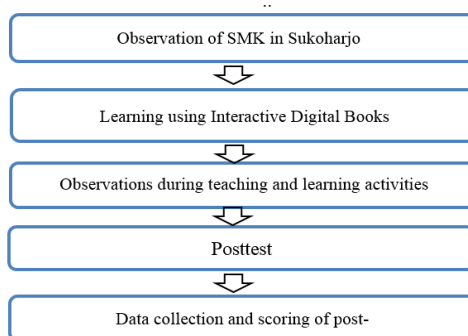 Observation of SMK in Sukoharjo
Learning using Interactive Digital Books
Observations during teaching and learning activities
Posttest
Data collection and scoring of post-